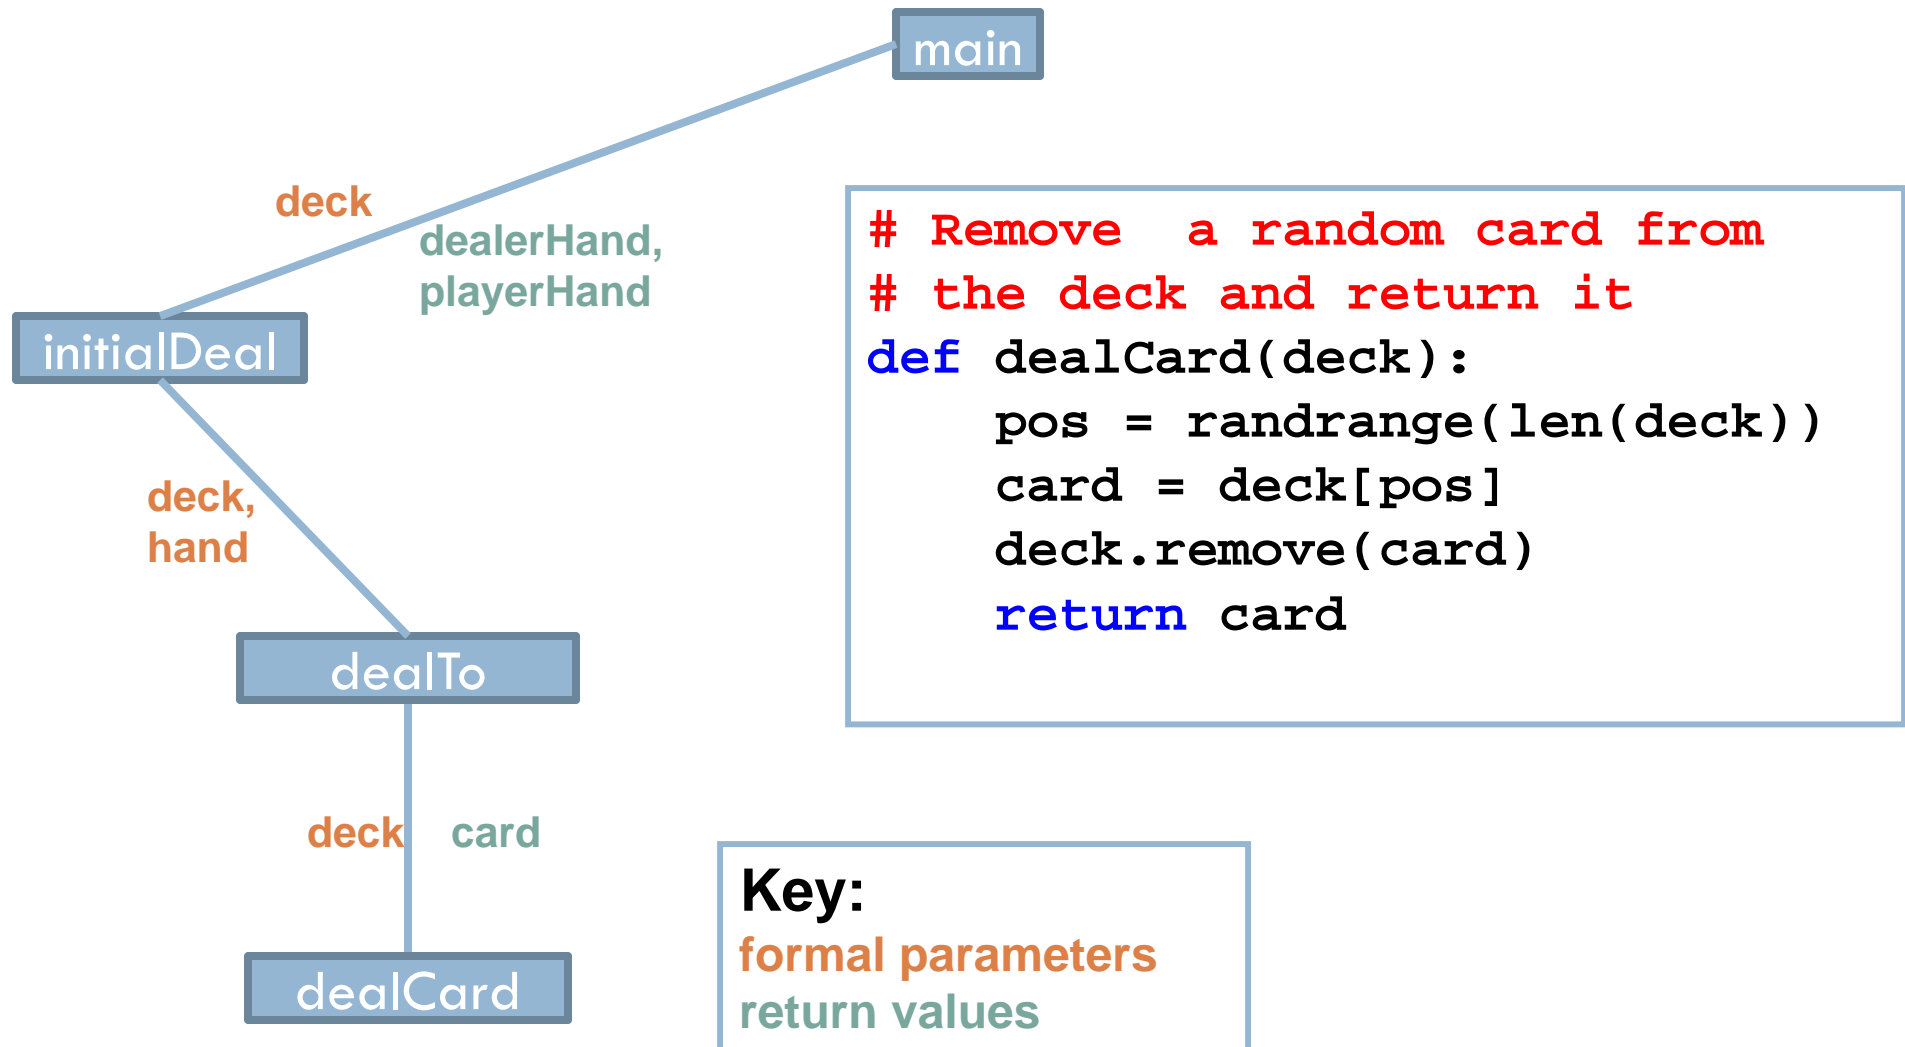 main
deck
dealerHand,
playerHand
initialDeal
deck,
hand
dealTo
deck card
dealCard
# Remove  a random card from
# the deck and return it
def dealCard(deck):
    pos = randrange(len(deck))
    card = deck[pos]
    deck.remove(card)
    return card
Key:
formal parameters
return values